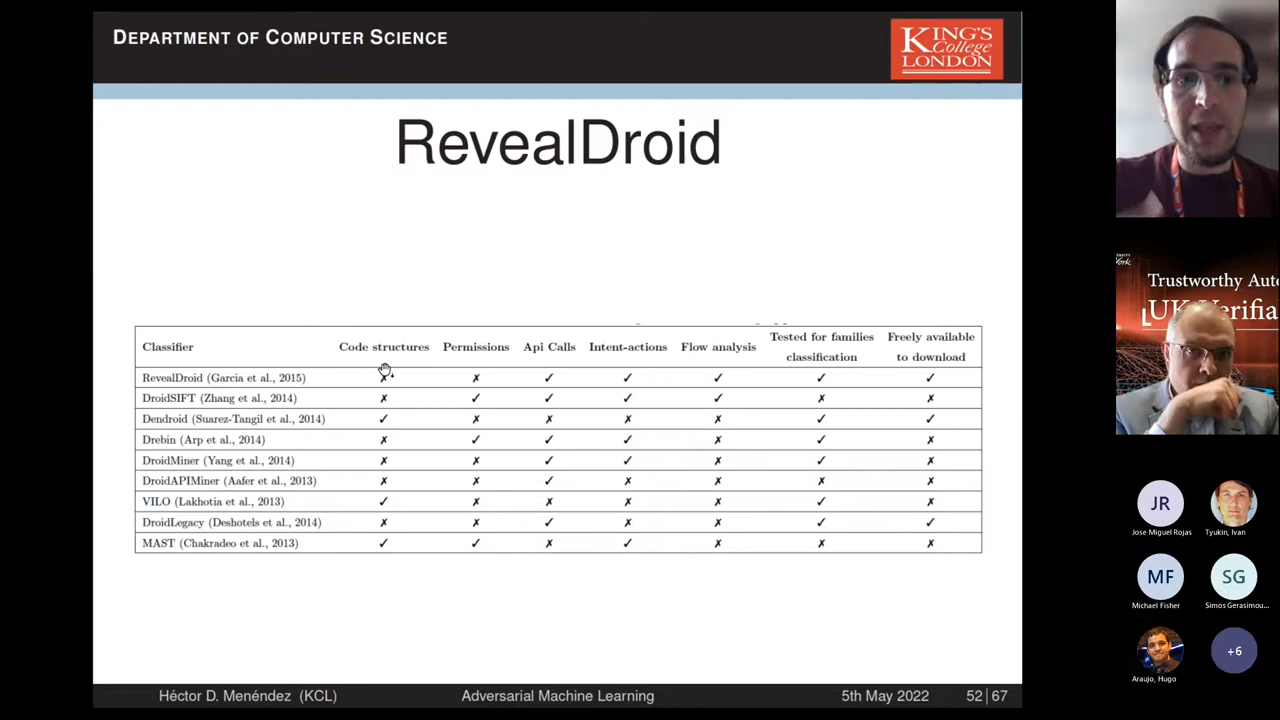 DEPARTMENT OF COMPUTER SCIENCE
KING'S
College
LONDON
RevealDroid
Classifier Code structures Permissions Api Calls Intent-actions Flow analysis Tested for families classification Freely available to download
RevealDroid (Garcia et al., 2015) ✗ ✗ ✓ ✓ ✓ ✓ ✓
DroidSIFT (Zhang et al., 2014) ✗ ✓ ✓ ✓ ✓ ✗ ✗
Dendroid (Suarez-Tangil et al., 2014) ✓ ✗ ✗ ✗ ✗ ✓ ✓
Drebin (Arp et al., 2014) ✗ ✓ ✓ ✓ ✗ ✓ ✗
DroidMiner (Yang et al., 2014) ✗ ✗ ✓ ✓ ✗ ✓ ✗
DroidAPIMiner (Aafer et al., 2013) ✗ ✗ ✓ ✗ ✗ ✗ ✗
VILO (Lakhotia et al., 2013) ✓ ✗ ✗ ✗ ✗ ✓ ✗
DroidLegacy (Deshotels et al., 2014) ✗ ✗ ✓ ✗ ✗ ✓ ✓
MAST (Chakradeo et al., 2013) ✓ ✓ ✗ ✓ ✗ ✗ ✗
Héctor D. Menéndez (KCL) Adversarial Machine Learning 5th May 2022 52|67
Trustworthy Auto
UK Verifia
JR
Jose Miguel Rojas
Tyukin, Ivan
MF
Michael Fisher
SG
Simos Gerasimou...
Araujo, Hugo
+6